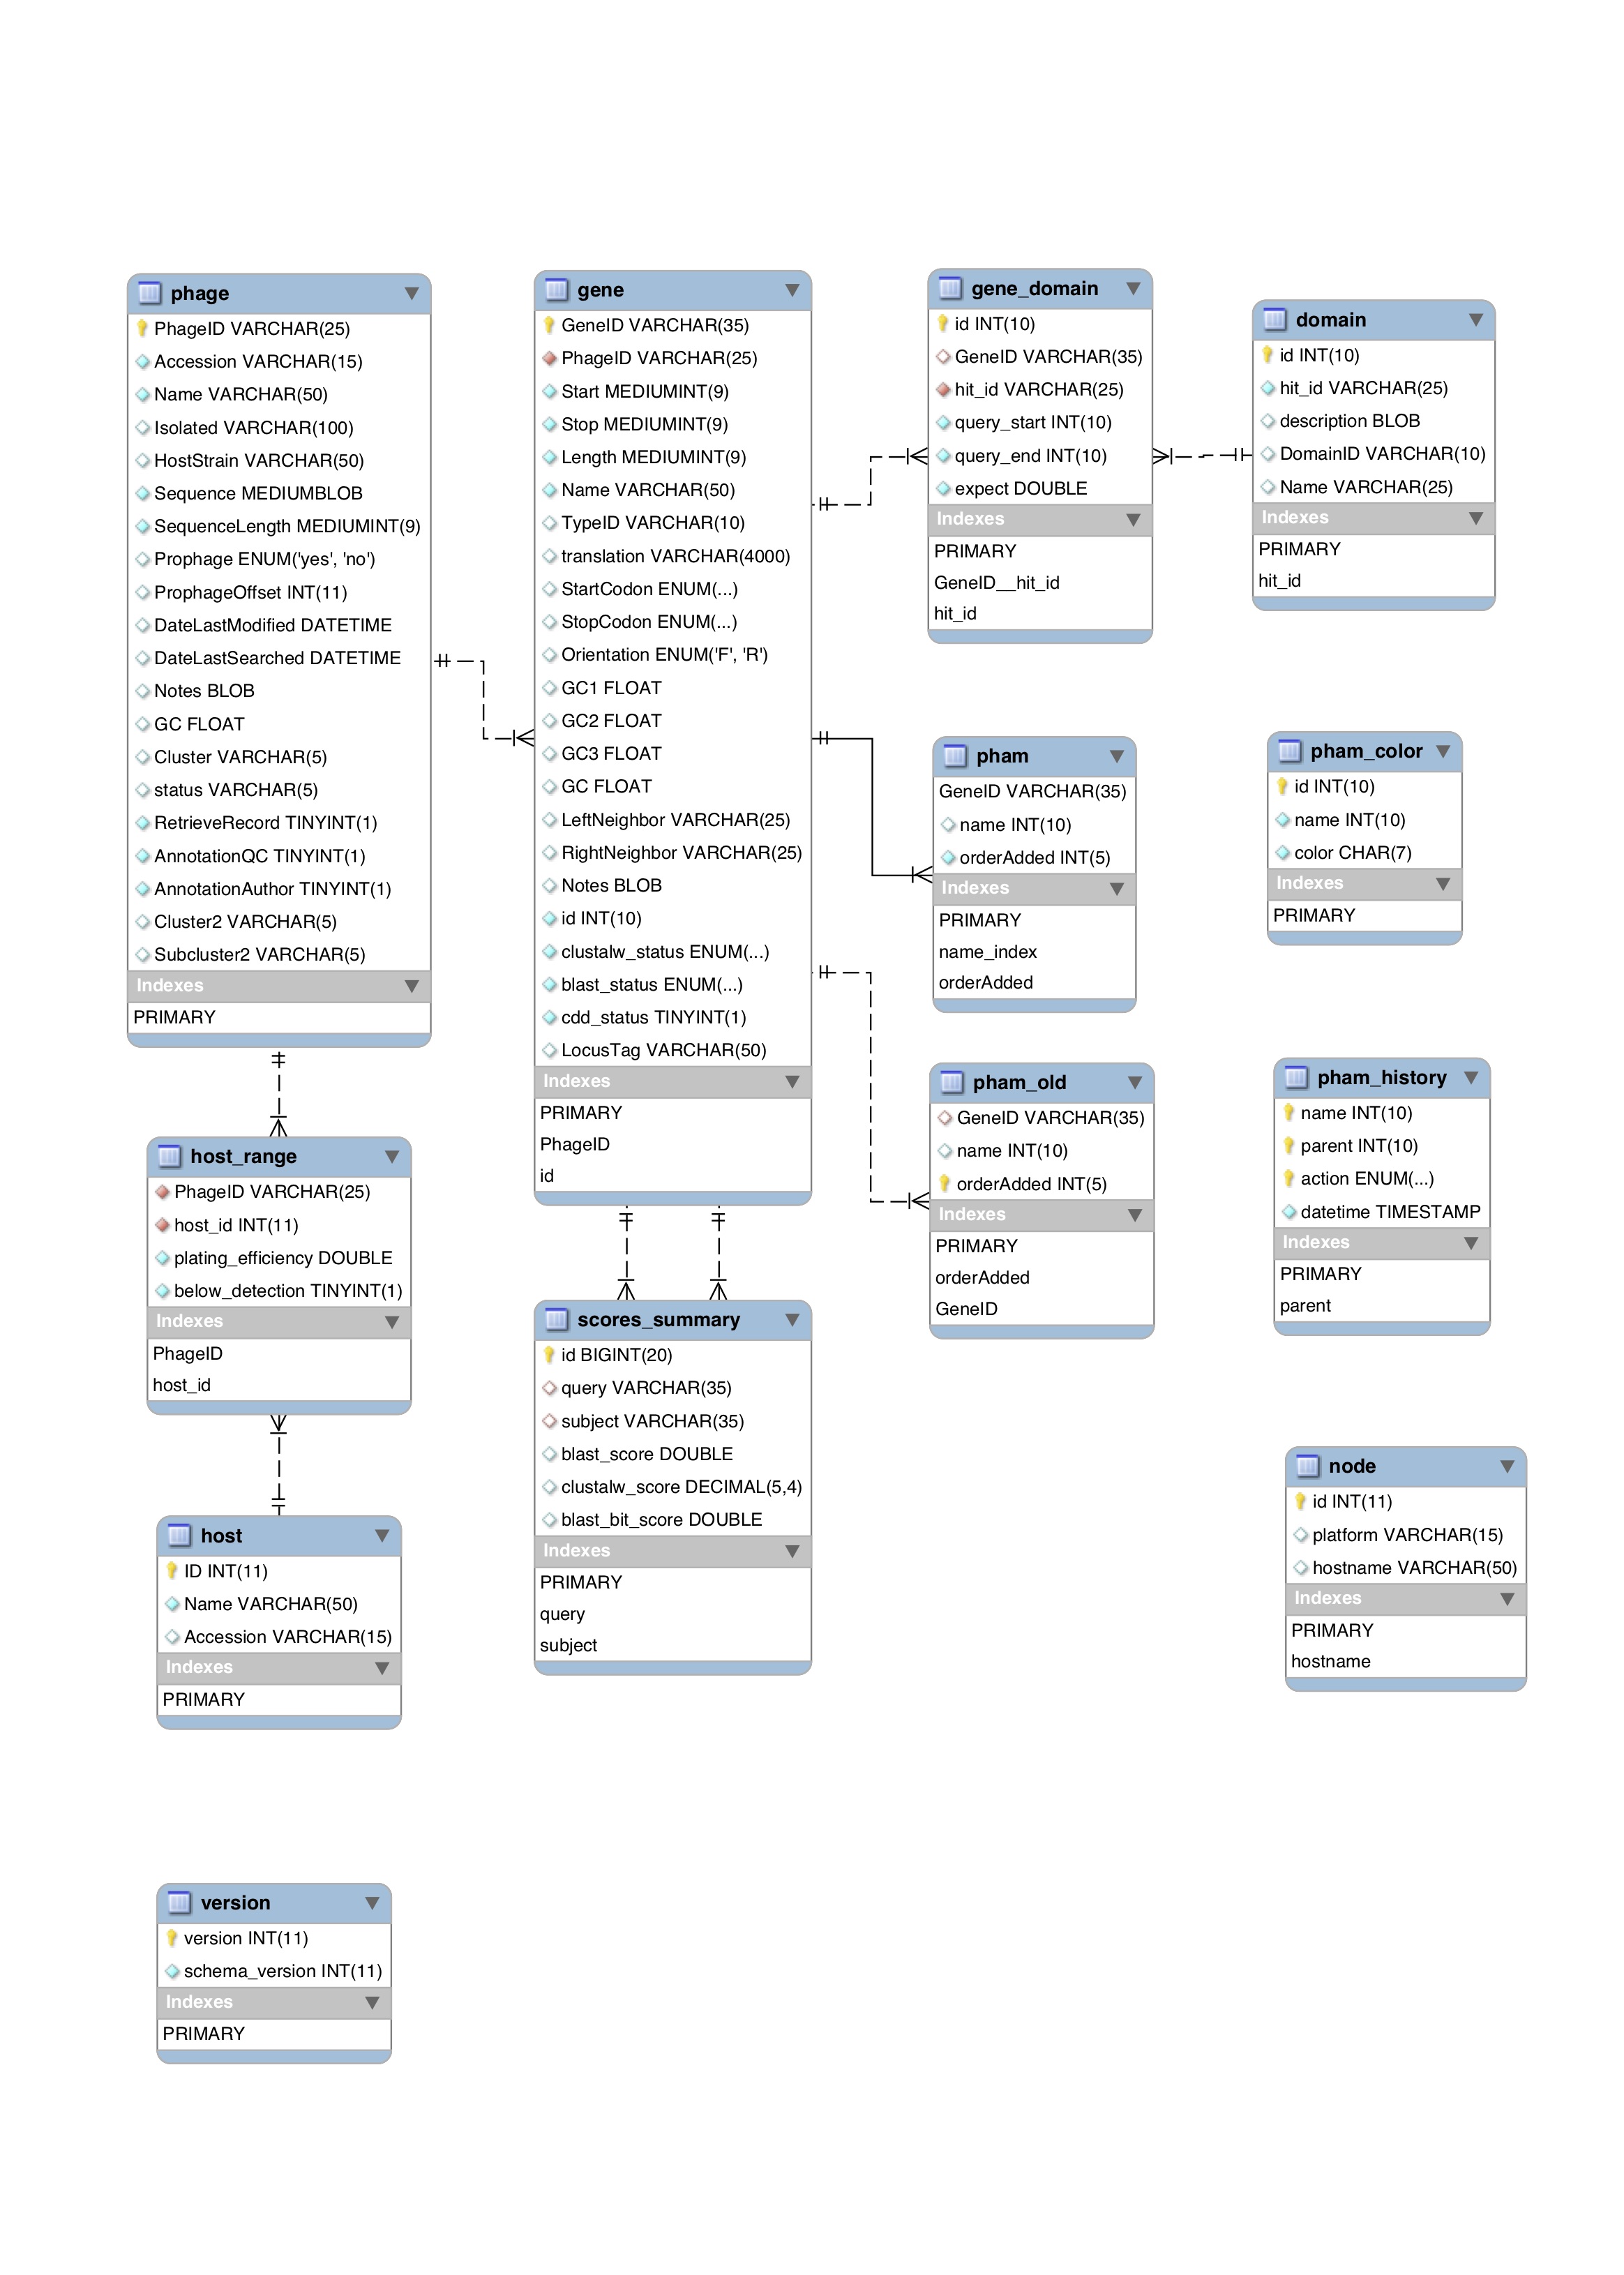 phage
PhageID VARCHAR(25)
Accession VARCHAR(15)
Name VARCHAR(50)
Isolated VARCHAR(100)
HostStrain VARCHAR(50)
Sequence MEDIUMBLOB
SequenceLength MEDIUMINT(9)
Prophage ENUM('yes', 'no')
ProphageOffset INT(11)
DateLastModified DATETIME
DateLastSearched DATETIME
Notes BLOB
GC FLOAT
Cluster VARCHAR(5)
status VARCHAR(5)
RetrieveRecord TINYINT(1)
AnnotationQC TINYINT(1)
AnnotationAuthor TINYINT(1)
Cluster2 VARCHAR(5)
Subcluster2 VARCHAR(5)
Indexes
PRIMARY
host_range
PhageID VARCHAR(25)
host_id INT(11)
plating_efficiency DOUBLE
below_detection TINYINT(1)
Indexes
PhageID
host_id
host
ID INT(11)
Name VARCHAR(50)
Accession VARCHAR(15)
Indexes
PRIMARY
version
version INT(11)
schema_version INT(11)
Indexes
PRIMARY
gene
GeneID VARCHAR(35)
PhageID VARCHAR(25)
Start MEDIUMINT(9)
Stop MEDIUMINT(9)
Length MEDIUMINT(9)
Name VARCHAR(50)
TypeID VARCHAR(10)
translation VARCHAR(4000)
StartCodon ENUM(...)
StopCodon ENUM(...)
Orientation ENUM('F', 'R')
GC1 FLOAT
GC2 FLOAT
GC3 FLOAT
GC FLOAT
LeftNeighbor VARCHAR(25)
RightNeighbor VARCHAR(25)
Notes BLOB
id INT(10)
clustalw_status ENUM(...)
blast_status ENUM(...)
cdd_status TINYINT(1)
LocusTag VARCHAR(50)
Indexes
PRIMARY
PhageID
id
scores_summary
id BIGINT(20)
query VARCHAR(35)
subject VARCHAR(35)
blast_score DOUBLE
clustalw_score DECIMAL(5,4)
blast_bit_score DOUBLE
Indexes
PRIMARY
query
subject
gene_domain
id INT(10)
GeneID VARCHAR(35)
hit_id VARCHAR(25)
query_start INT(10)
query_end INT(10)
expect DOUBLE
Indexes
PRIMARY
GeneID__hit_id
hit_id
pham
GeneID VARCHAR(35)
name INT(10)
orderAdded INT(5)
Indexes
PRIMARY
name_index
orderAdded
pham_old
GeneID VARCHAR(35)
name INT(10)
orderAdded INT(5)
Indexes
PRIMARY
orderAdded
GeneID
domain
id INT(10)
hit_id VARCHAR(25)
description BLOB
DomainID VARCHAR(10)
Name VARCHAR(25)
Indexes
PRIMARY
hit_id
pham_color
id INT(10)
name INT(10)
color CHAR(7)
Indexes
PRIMARY
pham_history
name INT(10)
parent INT(10)
action ENUM(...)
datetime TIMESTAMP
Indexes
PRIMARY
parent
node
id INT(11)
platform VARCHAR(15)
hostname VARCHAR(50)
Indexes
PRIMARY
hostname